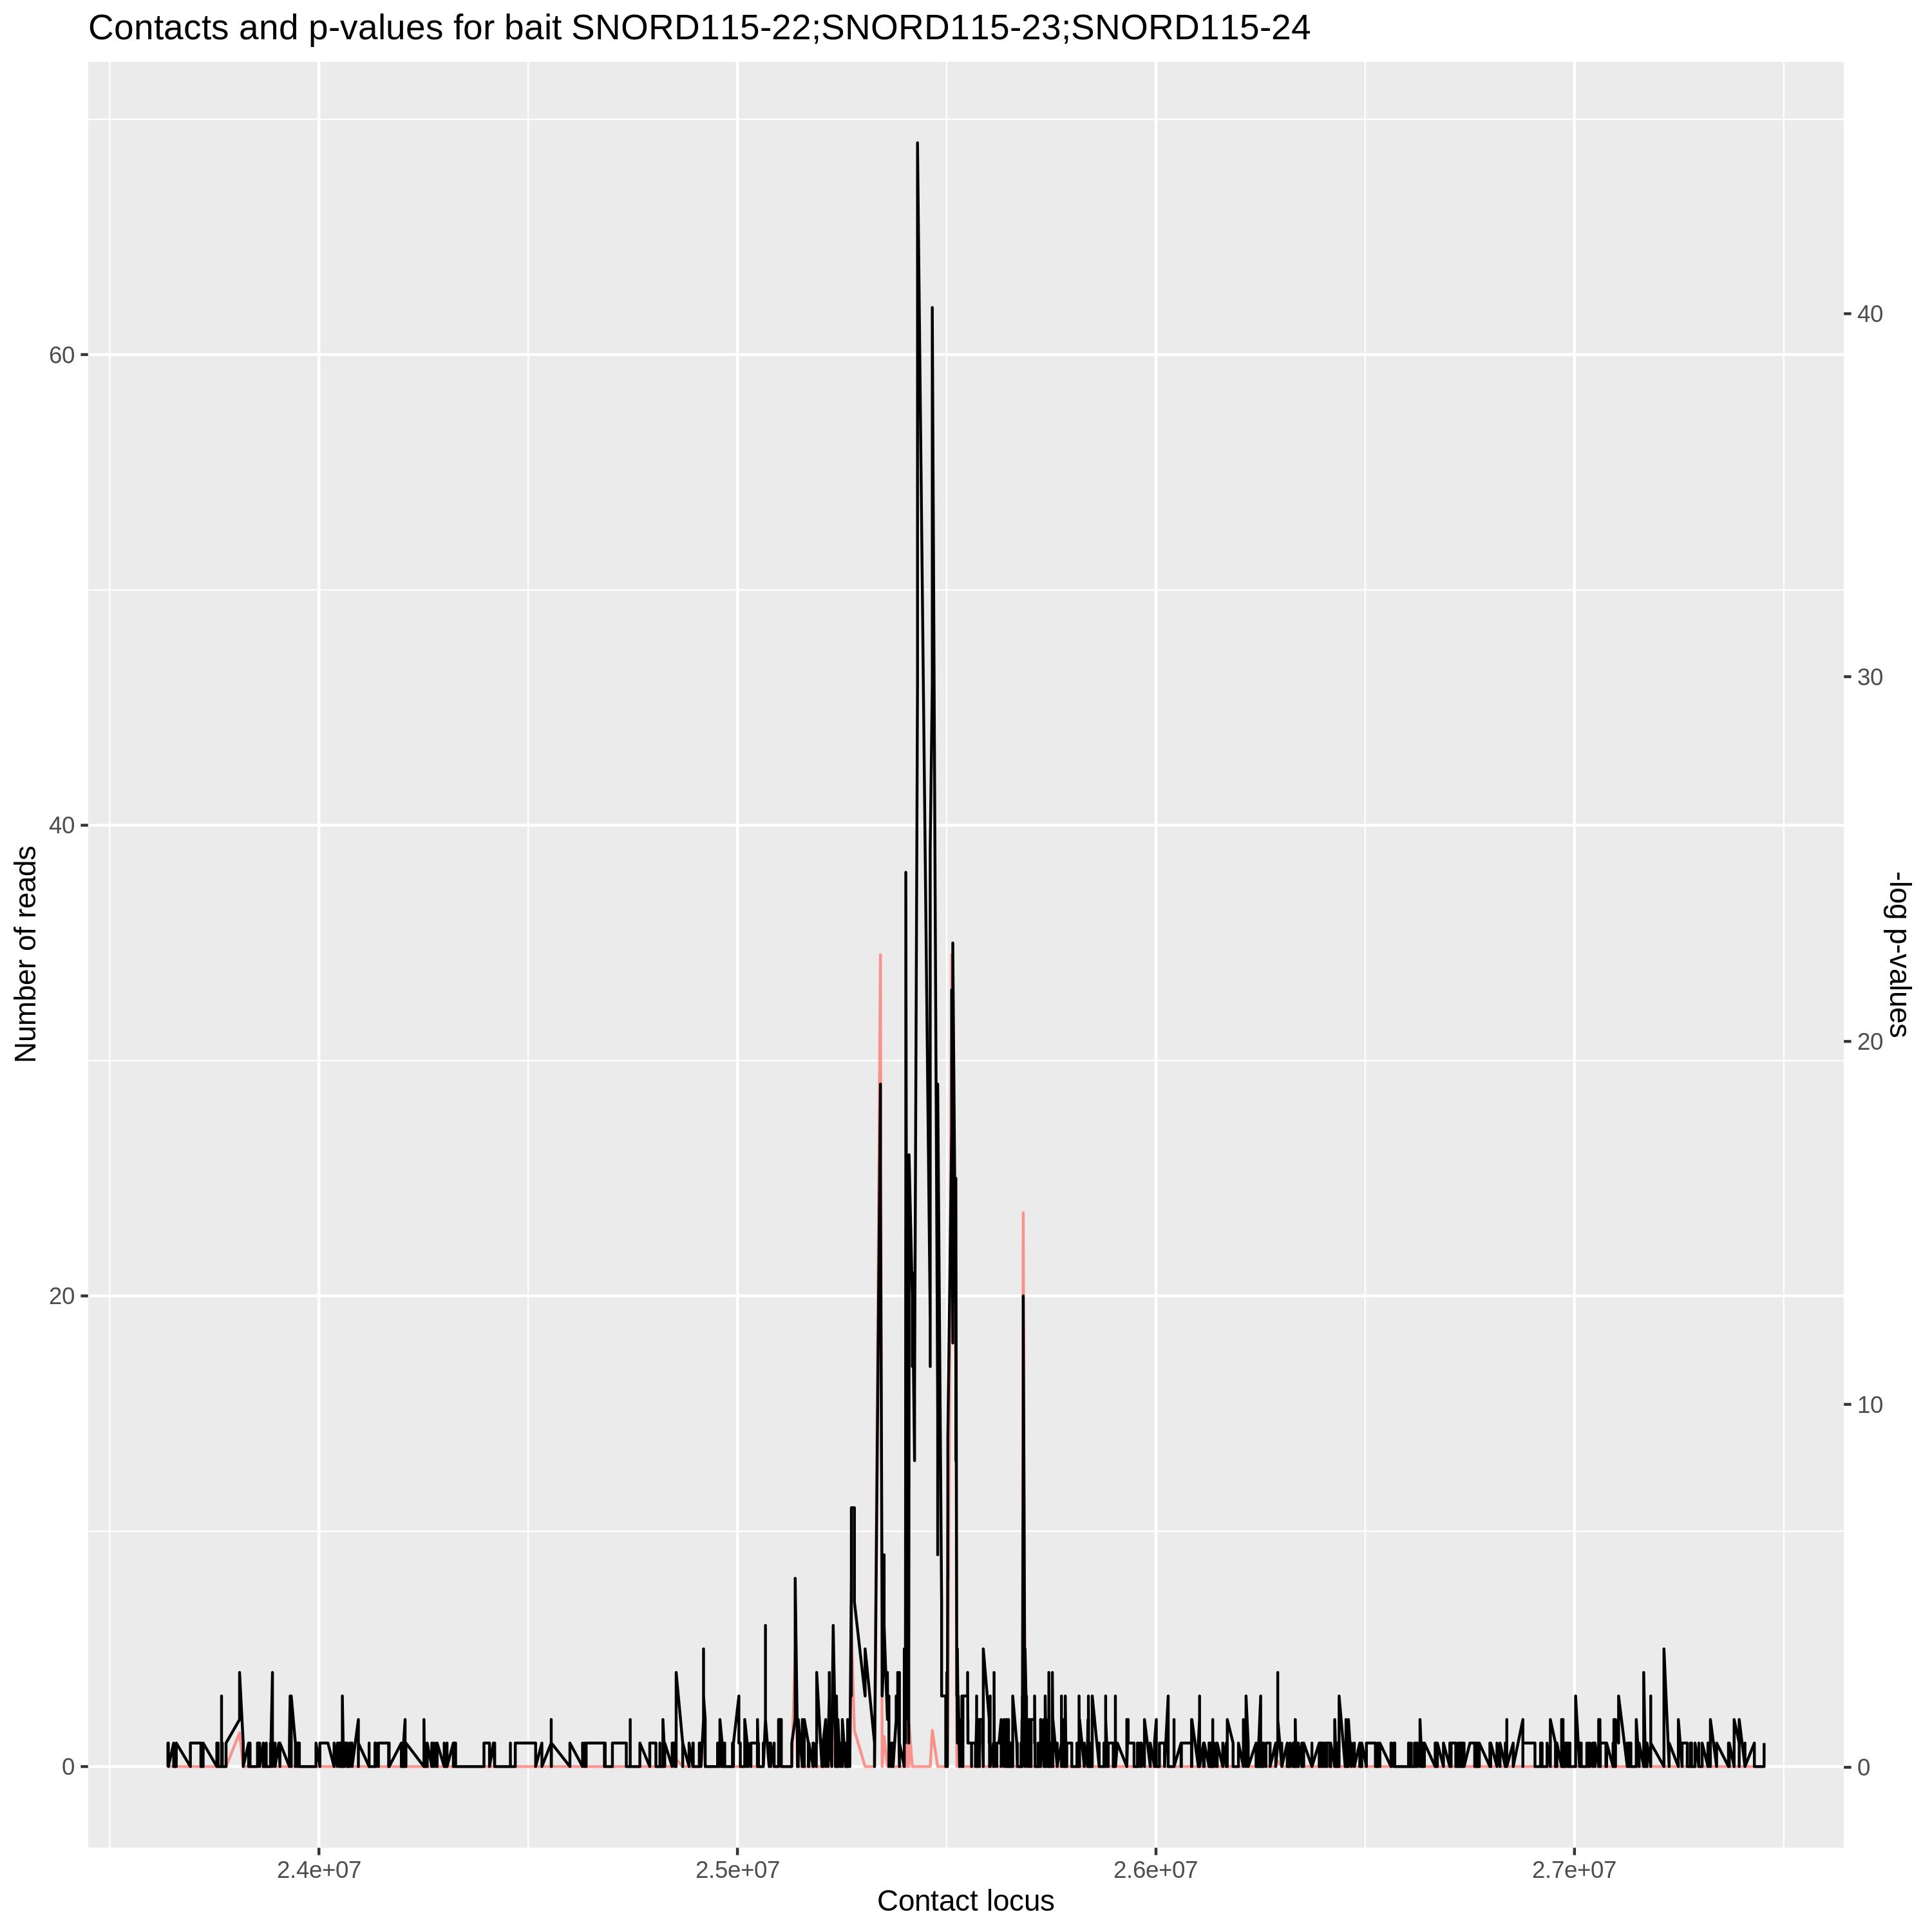 Contacts and p-values for bait SNORD115-22;SNORD115-23;SNORD115-24
Number of reads
60
40
20
0
40
30
20
10
0
-log p-values
2.4e+07
2.5e+07
2.6e+07
2.7e+07
Contact locus